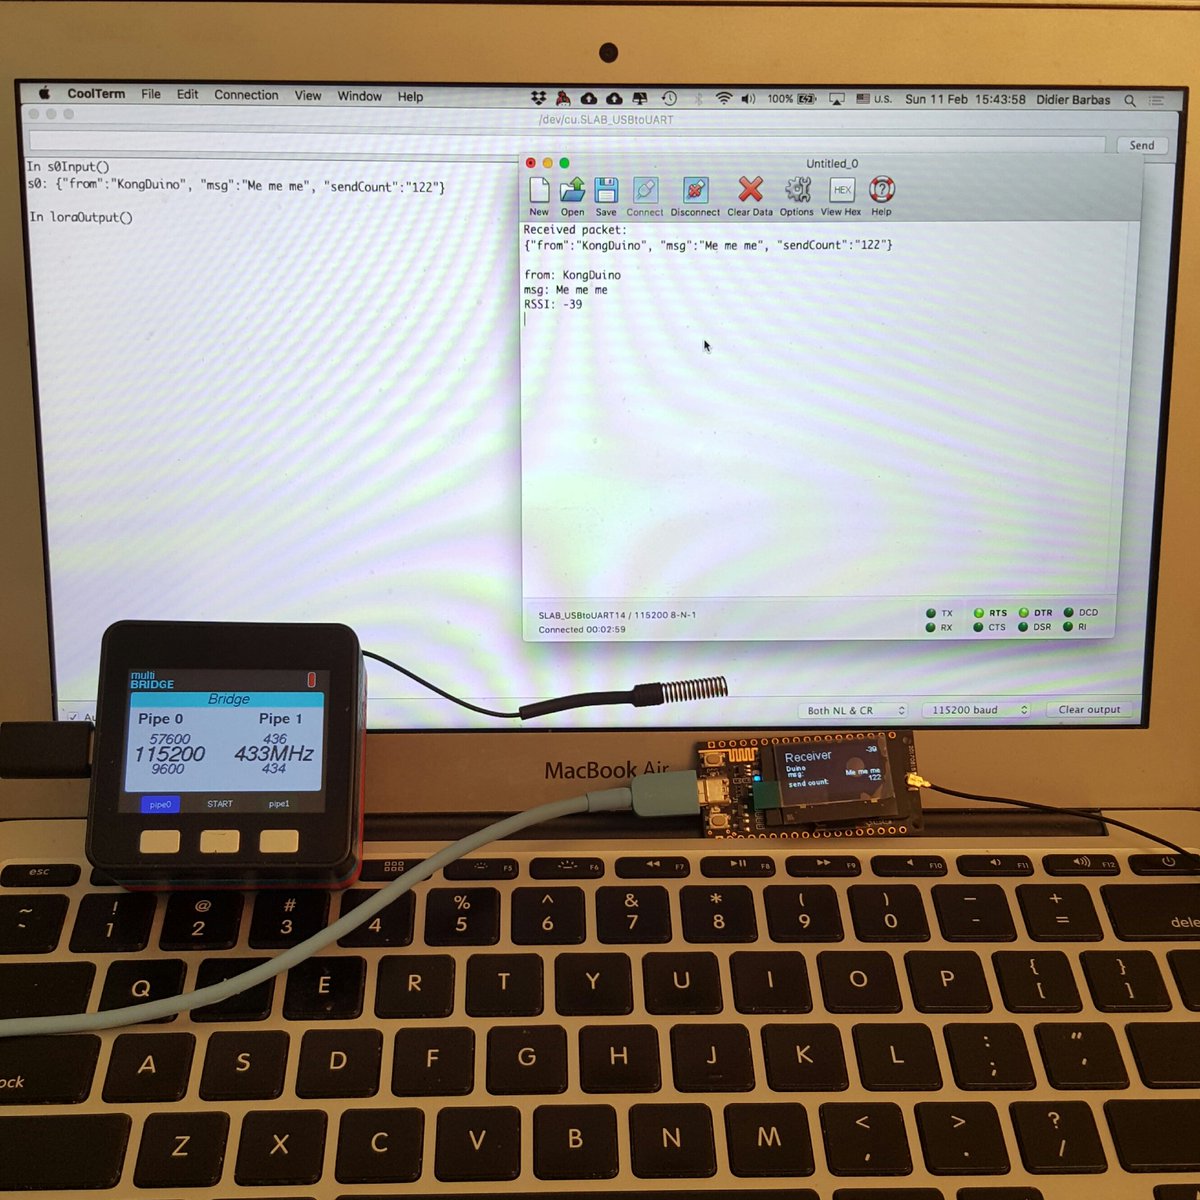 CoolTerm File Edit Connection View Window Help 100% U.S. Sun 11 Feb 15:43:58 Didier Barbas
/dev/cu.SLAB_USBtoUART
Send
In s0Input()
s0: {"from":"KongDuino", "msg":"Me me me", "sendCount":"122"}
In loraOutput()
Untitled_0
New Open Save Connect Disconnect Clear Data Options View Hex Help
HEX
Received packet:
{"from":"KongDuino", "msg":"Me me me", "sendCount":"122"}
from: KongDuino
msg: Me me me
RSSI: -39
SLAB_USBtoUART14 / 115200 8-N-1
Connected 00:02:59
TX RTS DTR DCD
RX CTS DSR RI
Both NL & CR 115200 baud Clear output
multi
BRIDGE
Bridge
Pipe 0 Pipe 1
57600 436
115200 433MHz
9600 434
pipe0 START pipe1
MacBook Air
Receiver -39
Duino
msg: Me me me
send count: 122
esc F5 F6 F7 F8 F9 F10 F11 F12
~ ! @ # % ^ & * ( ) – +
1 2 3 4 5 6 7 8 9 0 - =
Q E R T Y U I O P { [ } ]
A S D F G H J K L : ; " ,
Z X C V B N M < , > . ? /